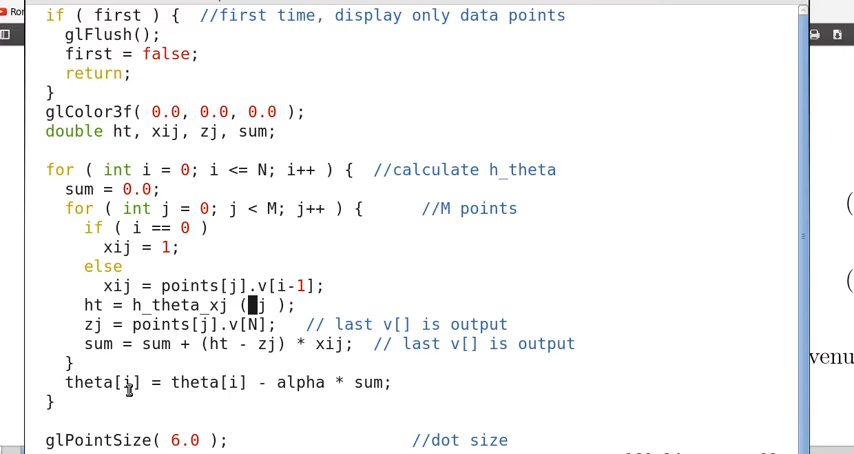 if ( first ) {  //first time, display only data points
glFlush();
first = false;
return;
}
glColor3f( 0.0, 0.0, 0.0 );
double ht, xij, zj, sum;
for ( int i = 0; i <= N; i++ ) {  //calculate h_theta
sum = 0.0;
for ( int j = 0; j < M; j++ ) {      //M points
if ( i == 0 )
xij = 1;
else
xij = points[j].v[i-1];
ht = h_theta_xj ( j );
zj = points[j].v[N];   // last v[] is output
sum = sum + (ht - zj) * xij;  // last v[] is output
}
theta[i] = theta[i] - alpha * sum;
}
glPointSize( 6.0 );                   //dot size
Ror
(
(
venu